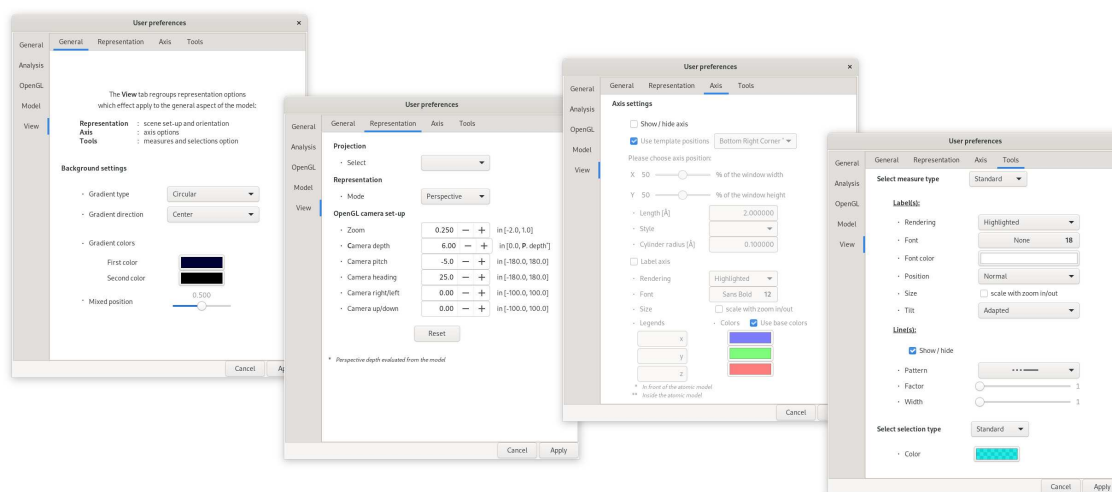 User preferences ×
General
Analysis
OpenGL
Model
View
General Representation Axis Tools
The View tab regroups representation options
which effect apply to the general aspect of the model:
Representation : scene set-up and orientation
Axis : axis options
Tools : measures and selections option
Background settings
· Gradient type Circular
· Gradient direction Center
· Gradient colors
First color
Second color
· Mixed position 0.500
Cancel Ap
User preferences
General
Analysis
OpenGL
Model
View
General Representation Axis Tools
Projection
· Select
Representation
· Mode Perspective
OpenGL camera set-up
· Zoom 0.250 − + in [-2.0, 1.0]
· Camera depth 6.00 − + in [0.0, P. depth*]
· Camera pitch -5.0 − + in [-180.0, 180.0]
· Camera heading 25.0 − + in [-180.0, 180.0]
· Camera right/left 0.00 − + in [-100.0, 100.0]
· Camera up/down 0.00 − + in [-100.0, 100.0]
Reset
* Perspective depth evaluated from the model
Cancel Apply
User preferences ×
General
Analysis
OpenGL
Model
View
General Representation Axis Tools
Axis settings
Show / hide axis
Use template positions Bottom Right Corner *
Please choose axis position:
X 50 % of the window width
Y 50 % of the window height
· Length [Å] 2.000000
· Style
· Cylinder radius [Å] 0.100000
Label axis
· Rendering Highlighted
· Font Sans Bold 12
· Size scale with zoom in/out
· Legends · Colors Use base colors
x
y
z
* In front of the atomic model
** Inside the atomic model
Cancel
User preferences
General
Analysis
OpenGL
Model
View
General Representation Axis Tools
Select measure type Standard
Label(s):
· Rendering Highlighted
· Font None 18
· Font color
· Position Normal
· Size scale with zoom in/out
· Tilt Adapted
Line(s):
Show / hide
· Pattern
· Factor 1
· Width 1
Select selection type Standard
· Color
Cancel Apply